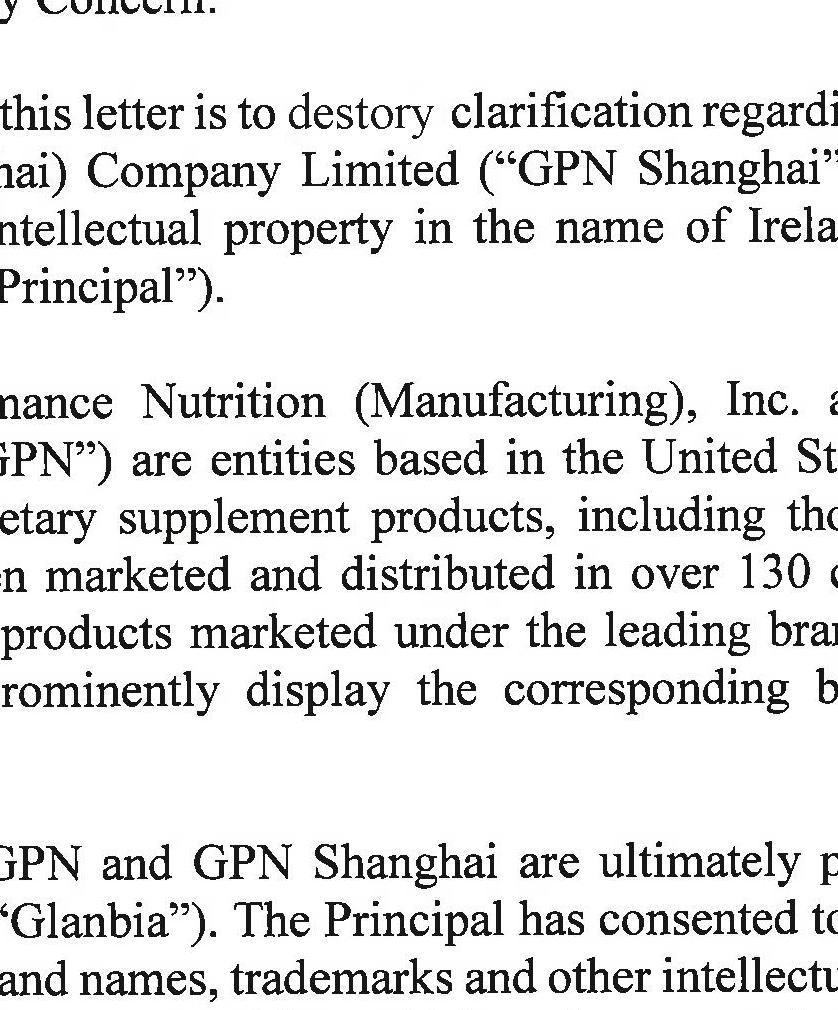 y Concern.
this letter is to destory clarification regardi
hai) Company Limited (“GPN Shanghai”
ntellectual property in the name of Irela
Principal”).
mance Nutrition (Manufacturing), Inc. a
GPN”) are entities based in the United St
etary supplement products, including tho
en marketed and distributed in over 130 c
products marketed under the leading bran
rominently display the corresponding b
GPN and GPN Shanghai are ultimately p
“Glanbia”). The Principal has consented to
and names, trademarks and other intellectu